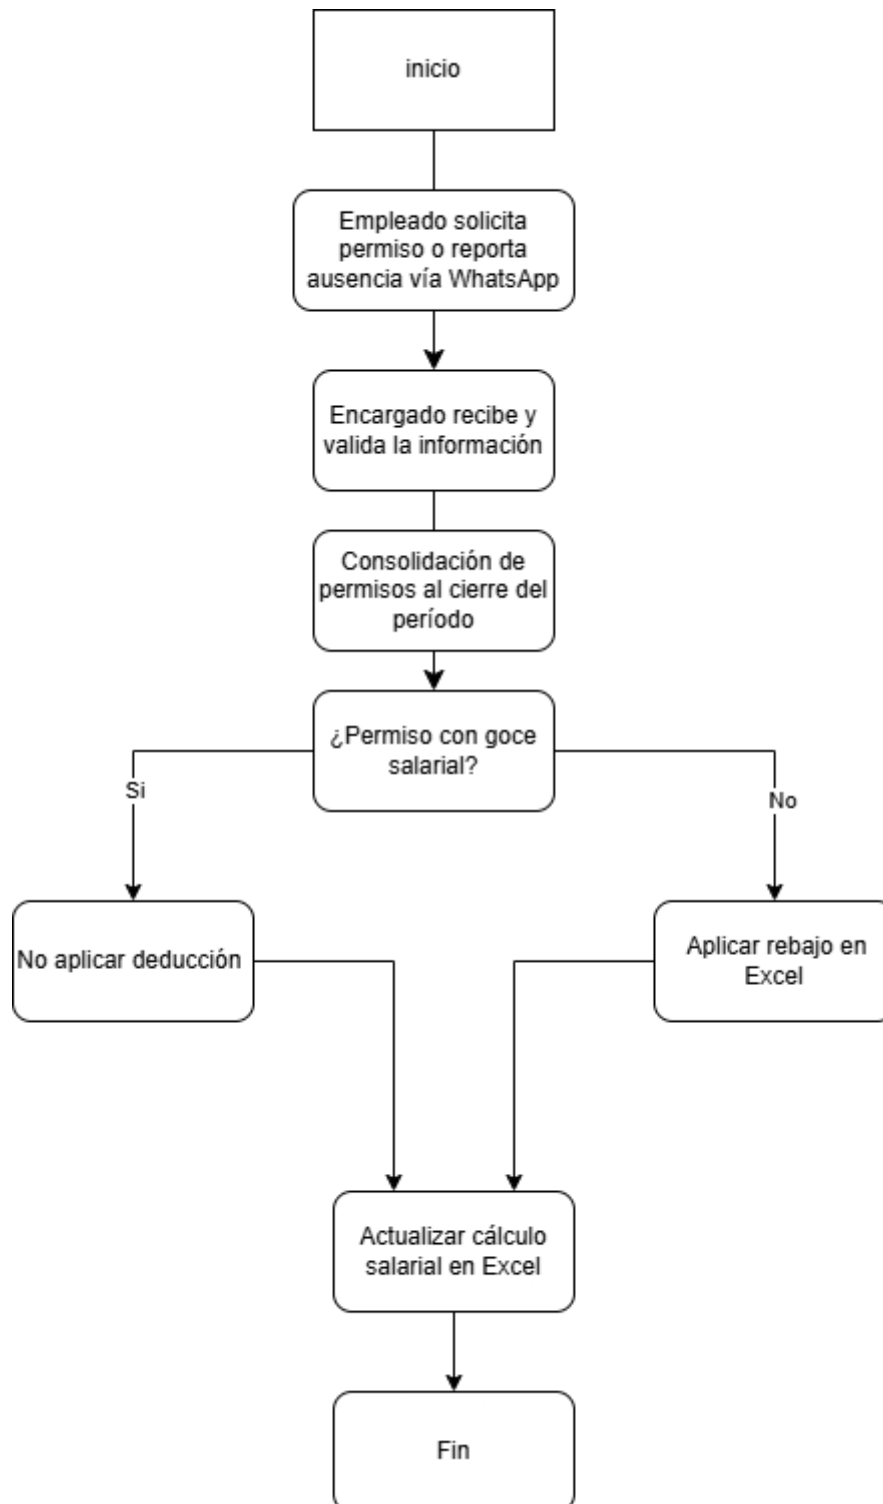 inicio
Empleado solicita
permiso o reporta
ausencia vía WhatsApp
Encargado recibe y
valida la información
Consolidación de
permisos al cierre del
período
¿Permiso con goce
salarial?
Si
No
No aplicar deducción
Aplicar rebajo en
Excel
Actualizar cálculo
salarial en Excel
Fin